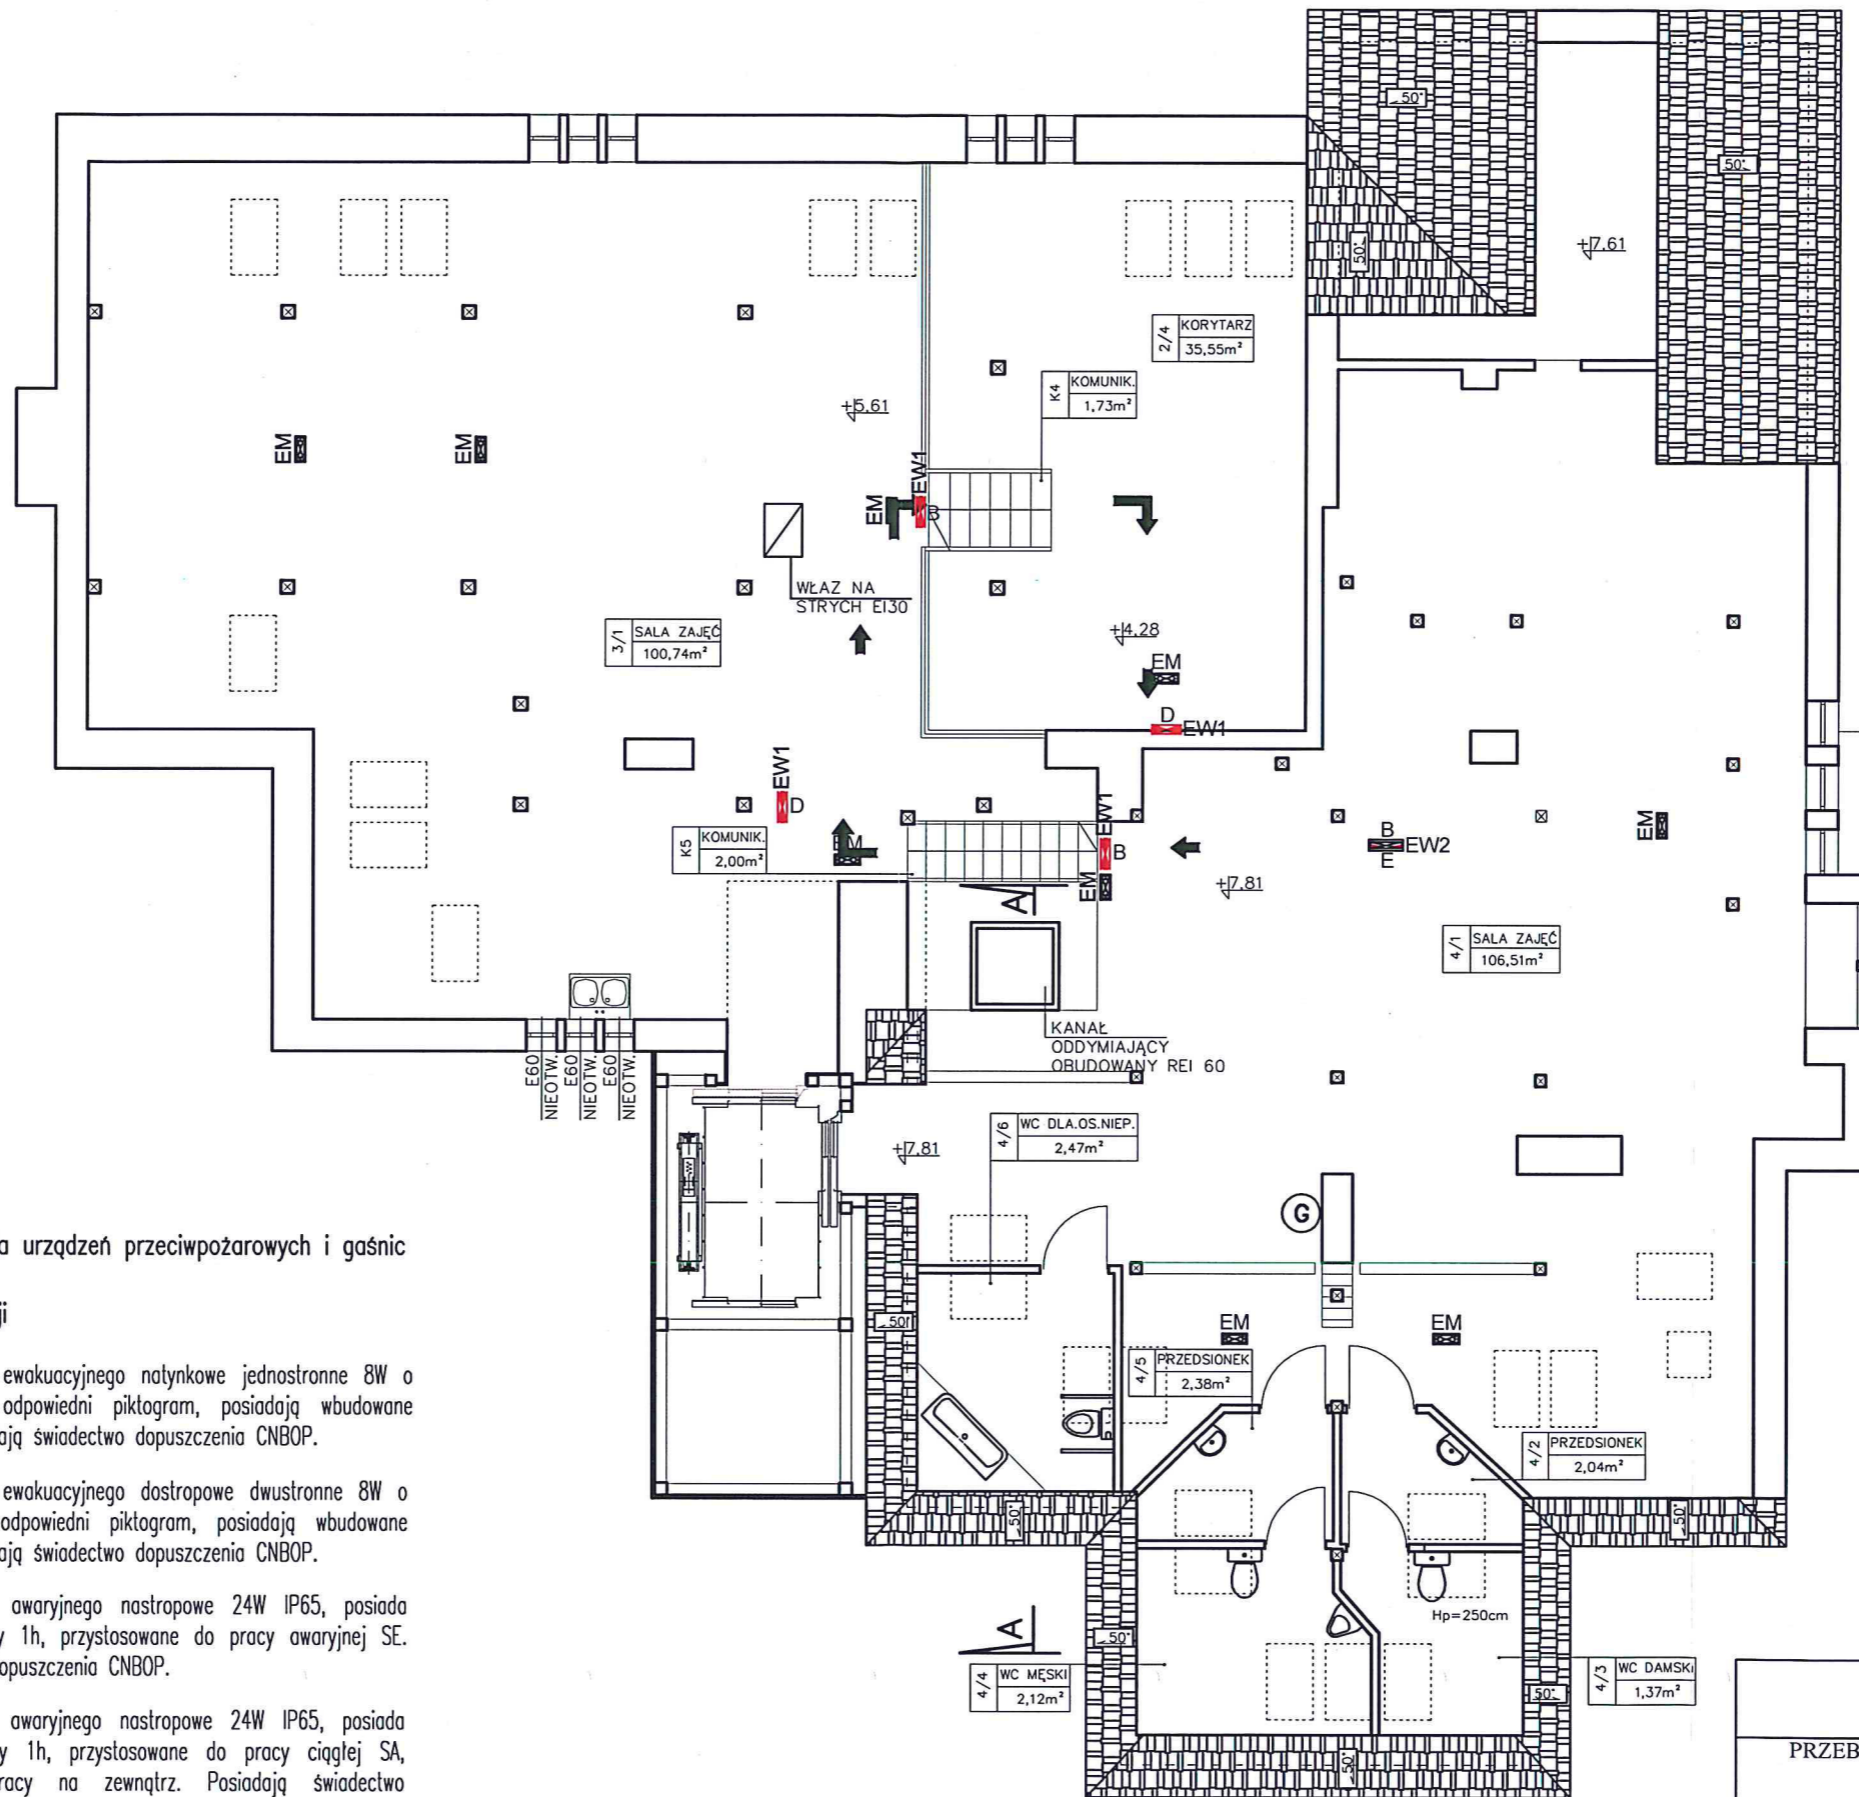 50°
50°
50°
+7.61
2/4 KORYTARZ
35,55m²
K4 KOMUNIK.
1,73m²
+5.61
EM
EM
EM
EW1
B
WŁAZ NA
STRYCH EI30
3/1 SALA ZAJĘĆ
100,74m²
+4.28
EM
D
EW1
EW1
D
K5 KOMUNIK.
2,00m²
EM
EW1
B
EM
B
EW2
E
EM
+7.81
A
4/1 SALA ZAJĘĆ
106,51m²
KANAŁ
ODDYMIAJĄCY
OBUDOWANY REI 60
E60
NIEOTW.
E60
NIEOTW.
E60
NIEOTW.
+7.81
4/6 WC DLA.OS.NIEP.
2,47m²
G
EM
EM
50°
4/5 PRZEDSIONEK
2,38m²
4/2 PRZEDSIONEK
2,04m²
50°
50°
Hp=250cm
A
50°
4/4 WC MĘSKI
2,12m²
4/3 WC DAMSKI
1,37m²
50°
50°
a urządzeń przeciwpożarowych i gaśnic
ji
ewakuacyjnego natynkowe jednostronne 8W o
odpowiedni piktogram, posiadają wbudowane
ają świadectwo dopuszczenia CNBOP.
ewakuacyjnego dostropowe dwustronne 8W o
odpowiedni piktogram, posiadają wbudowane
ają świadectwo dopuszczenia CNBOP.
awaryjnego nastropowe 24W IP65, posiada
y 1h, przystosowane do pracy awaryjnej SE.
opuszczenia CNBOP.
awaryjnego nastropowe 24W IP65, posiada
y 1h, przystosowane do pracy ciągłej SA,
racy na zewnątrz. Posiadają świadectwo
PRZEB